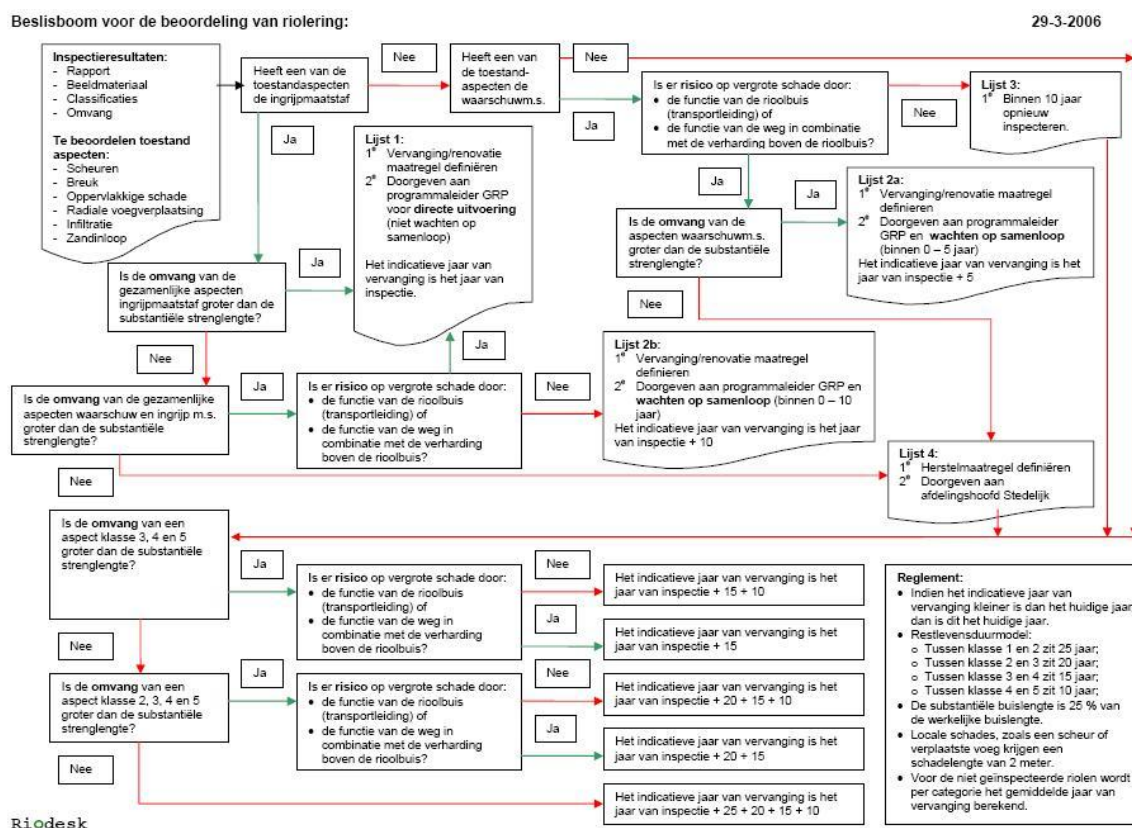 Beslisboom voor de beoordeling van riolering:
29-3-2006
Inspectieresultaten:
- Rapport
- Beeldmateriaal
- Classificaties
- Omvang
Te beoordelen toestand
aspecten:
- Scheuren
- Breuk
- Oppervlakkige schade
- Radiale voegverplaatsing
- Infiltratie
- Zandinloop
Heeft een van de
toestandaspecten
de ingrijpmaatstaf
Nee
Ja
Heeft een van
de toestand-
aspecten de
waarschuwm.s.
Nee
Ja
Is er risico op vergrote schade door:
• de functie van de rioolbuis
(transportleiding) of
• de functie van de weg in combinatie
met de verharding boven de rioolbuis?
Nee
Ja
Lijst 3:
1e Binnen 10 jaar
opnieuw
inspecteren.
Lijst 1:
1e Vervanging/renovatie
maatregel definiëren
2e Doorgeven aan
programmaleider GRP
voor directe uitvoering
(niet wachten op
samenloop)
Het indicatieve jaar van
vervanging is het jaar van
inspectie.
Is de omvang van de
aspecten waarschuwm.s.
groter dan de substantiële
strenglengte?
Ja
Nee
Lijst 2a:
1e Vervanging/renovatie maatregel
definieren
2e Doorgeven aan programmaleider
GRP en wachten op samenloop
(binnen 0 – 5 jaar)
Het indicatieve jaar van vervanging is het
jaar van inspectie + 5
Is de omvang van de
gezamenlijke aspecten
ingrijpmaatstaf groter dan de
substantiële strenglengte?
Ja
Nee
Ja
Is de omvang van de gezamenlijke
aspecten waarschuw en ingrijp m.s.
groter dan de substantiële
strenglengte?
Ja
Nee
Is er risico op vergrote schade door:
• de functie van de rioolbuis
(transportleiding) of
• de functie van de weg in
combinatie met de verharding
boven de rioolbuis?
Nee
Lijst 2b:
1e Vervanging/renovatie maatregel
definieren
2e Doorgeven aan programmaleider GRP en
wachten op samenloop (binnen 0 – 10
jaar)
Het indicatieve jaar van vervanging is het jaar
van inspectie + 10
Lijst 4:
1e Herstelmaatregel definiëren
2e Doorgeven aan
afdelingshoofd Stedelijk
Is de omvang van een
aspect klasse 3, 4 en 5
groter dan de substantiële
strenglengte?
Ja
Nee
Is er risico op vergrote schade door:
• de functie van de rioolbuis
(transportleiding) of
• de functie van de weg in
combinatie met de verharding
boven de rioolbuis?
Nee
Ja
Het indicatieve jaar van vervanging is het
jaar van inspectie + 15 + 10
Het indicatieve jaar van vervanging is het
jaar van inspectie + 15
Is de omvang van een
aspect klasse 2, 3, 4 en 5
groter dan de substantiële
strenglengte?
Ja
Nee
Is er risico op vergrote schade door:
• de functie van de rioolbuis
(transportleiding) of
• de functie van de weg in
combinatie met de verharding
boven de rioolbuis?
Nee
Ja
Het indicatieve jaar van vervanging is het
jaar van inspectie + 20 + 15 + 10
Het indicatieve jaar van vervanging is het
jaar van inspectie + 20 + 15
Het indicatieve jaar van vervanging is het
jaar van inspectie + 25 + 20 + 15 + 10
Reglement:
• Indien het indicatieve jaar van
vervanging kleiner is dan het huidige jaar
dan is dit het huidige jaar.
• Restlevensduurmodel:
o Tussen klasse 1 en 2 zit 25 jaar;
o Tussen klasse 2 en 3 zit 20 jaar;
o Tussen klasse 3 en 4 zit 15 jaar;
o Tussen klasse 4 en 5 zit 10 jaar;
• De substantiële buislengte is 25 % van
de werkelijke buislengte.
• Locale schades, zoals een scheur of
verplaatste voeg krijgen een
schadelengte van 2 meter.
• Voor de niet geïnspecteerde riolen wordt
per categorie het gemiddelde jaar van
vervanging berekend.
Riodesk